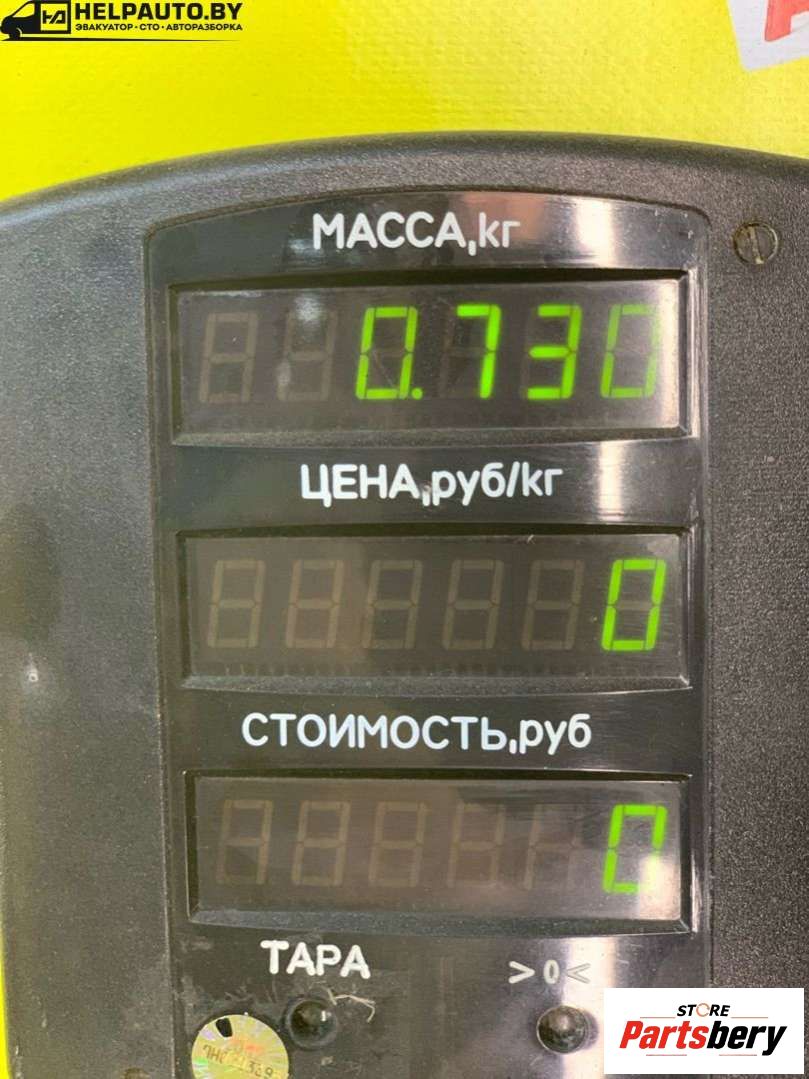 HELPAUTO.BY
ЭВАКУАТОР·СТО·АВТОРАЗБОРКА
МАССА,кг
0.730
ЦЕНА,руб/кг
0
СТОИМОСТЬ,руб
0
ТАРА >0<
STORE
Partsbery